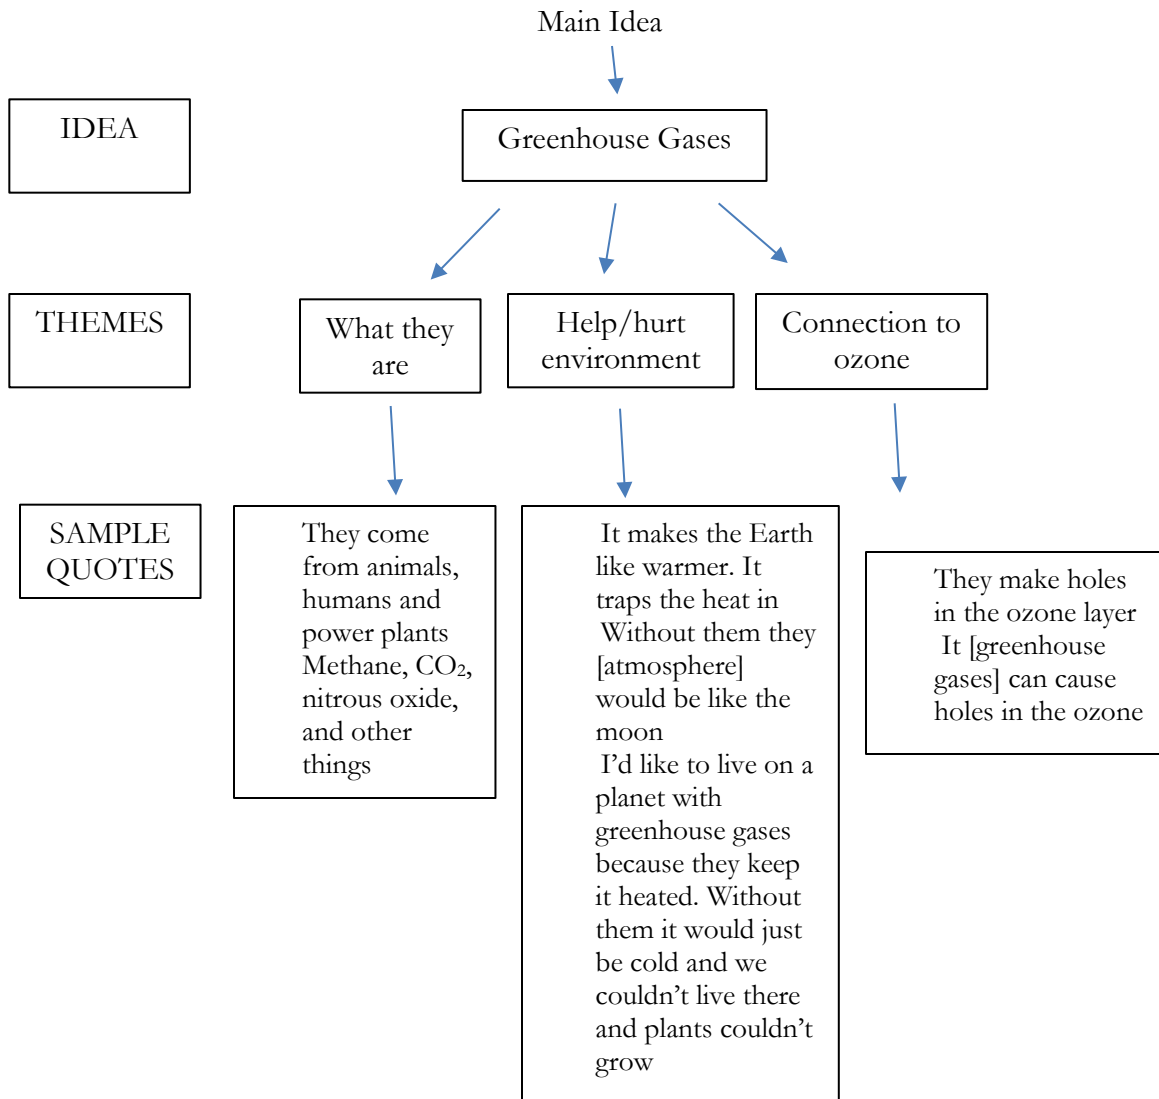 Main Idea
IDEA
Greenhouse Gases
THEMES
What they
are
Help/hurt
environment
Connection to
ozone
SAMPLE
QUOTES
They come
from animals,
humans and
power plants
Methane, CO₂,
nitrous oxide,
and other
things
It makes the Earth
like warmer. It
traps the heat in
Without them they
[atmosphere]
would be like the
moon
I’d like to live on a
planet with
greenhouse gases
because they keep
it heated. Without
them it would just
be cold and we
couldn’t live there
and plants couldn’t
grow
They make holes
in the ozone layer
It [greenhouse
gases] can cause
holes in the ozone